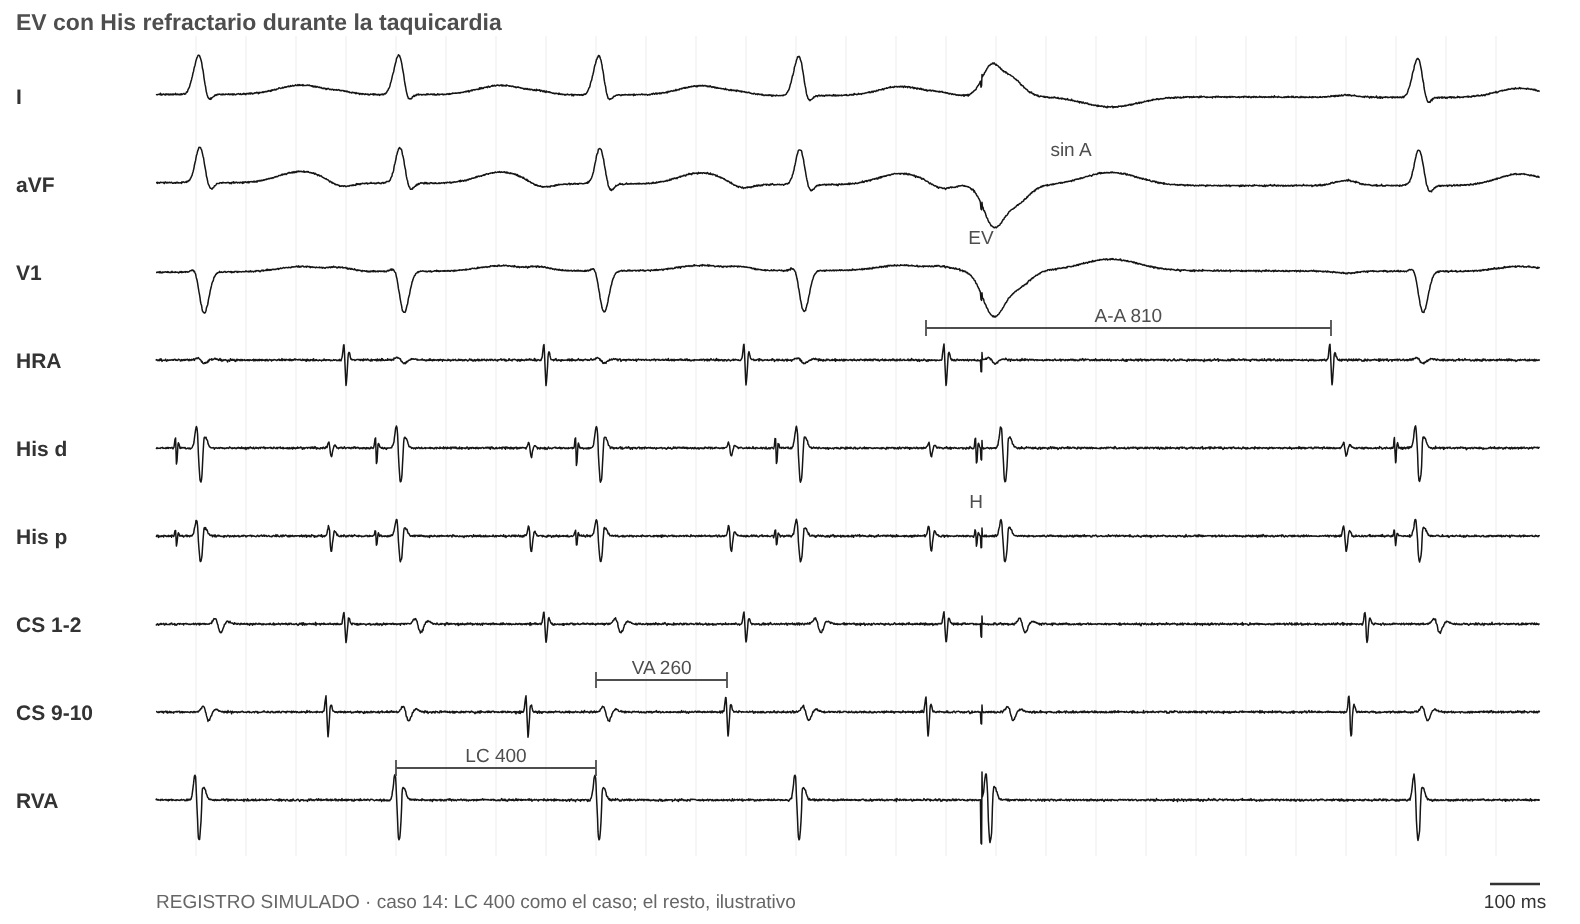 EV con His refractario durante la taquicardia
I
aVF
sin A
EV
V1
A-A 810
HRA
His d
H
His p
CS 1-2
VA 260
CS 9-10
LC 400
RVA
REGISTRO SIMULADO · caso 14: LC 400 como el caso; el resto, ilustrativo
100 ms